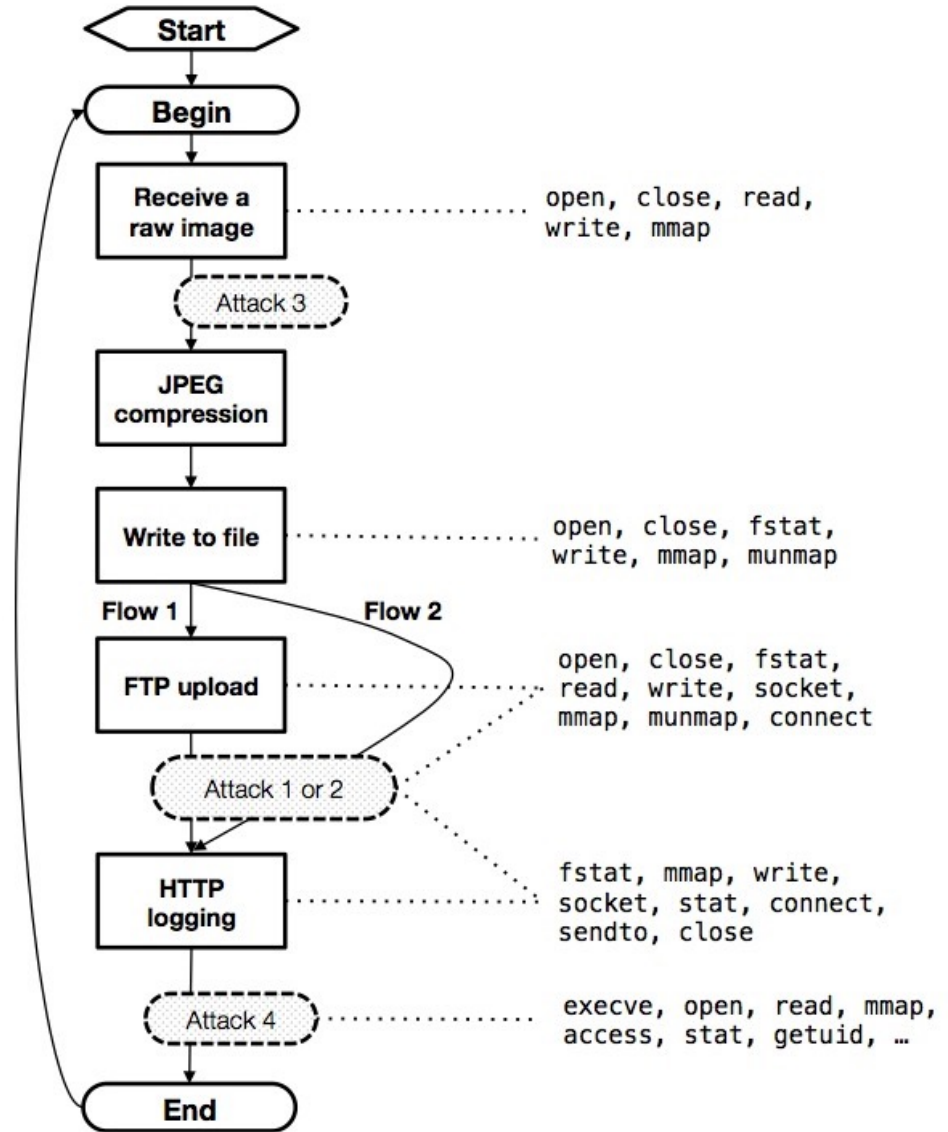 Start
Begin
Receive a
raw image
open, close, read,
write, mmap
Attack 3
JPEG
compression
Write to file
open, close, fstat,
write, mmap, munmap
Flow 1
Flow 2
FTP upload
open, close, fstat,
read, write, socket,
mmap, munmap, connect
Attack 1 or 2
HTTP
logging
fstat, mmap, write,
socket, stat, connect,
sendto, close
Attack 4
execve, open, read, mmap,
access, stat, getuid, …
End